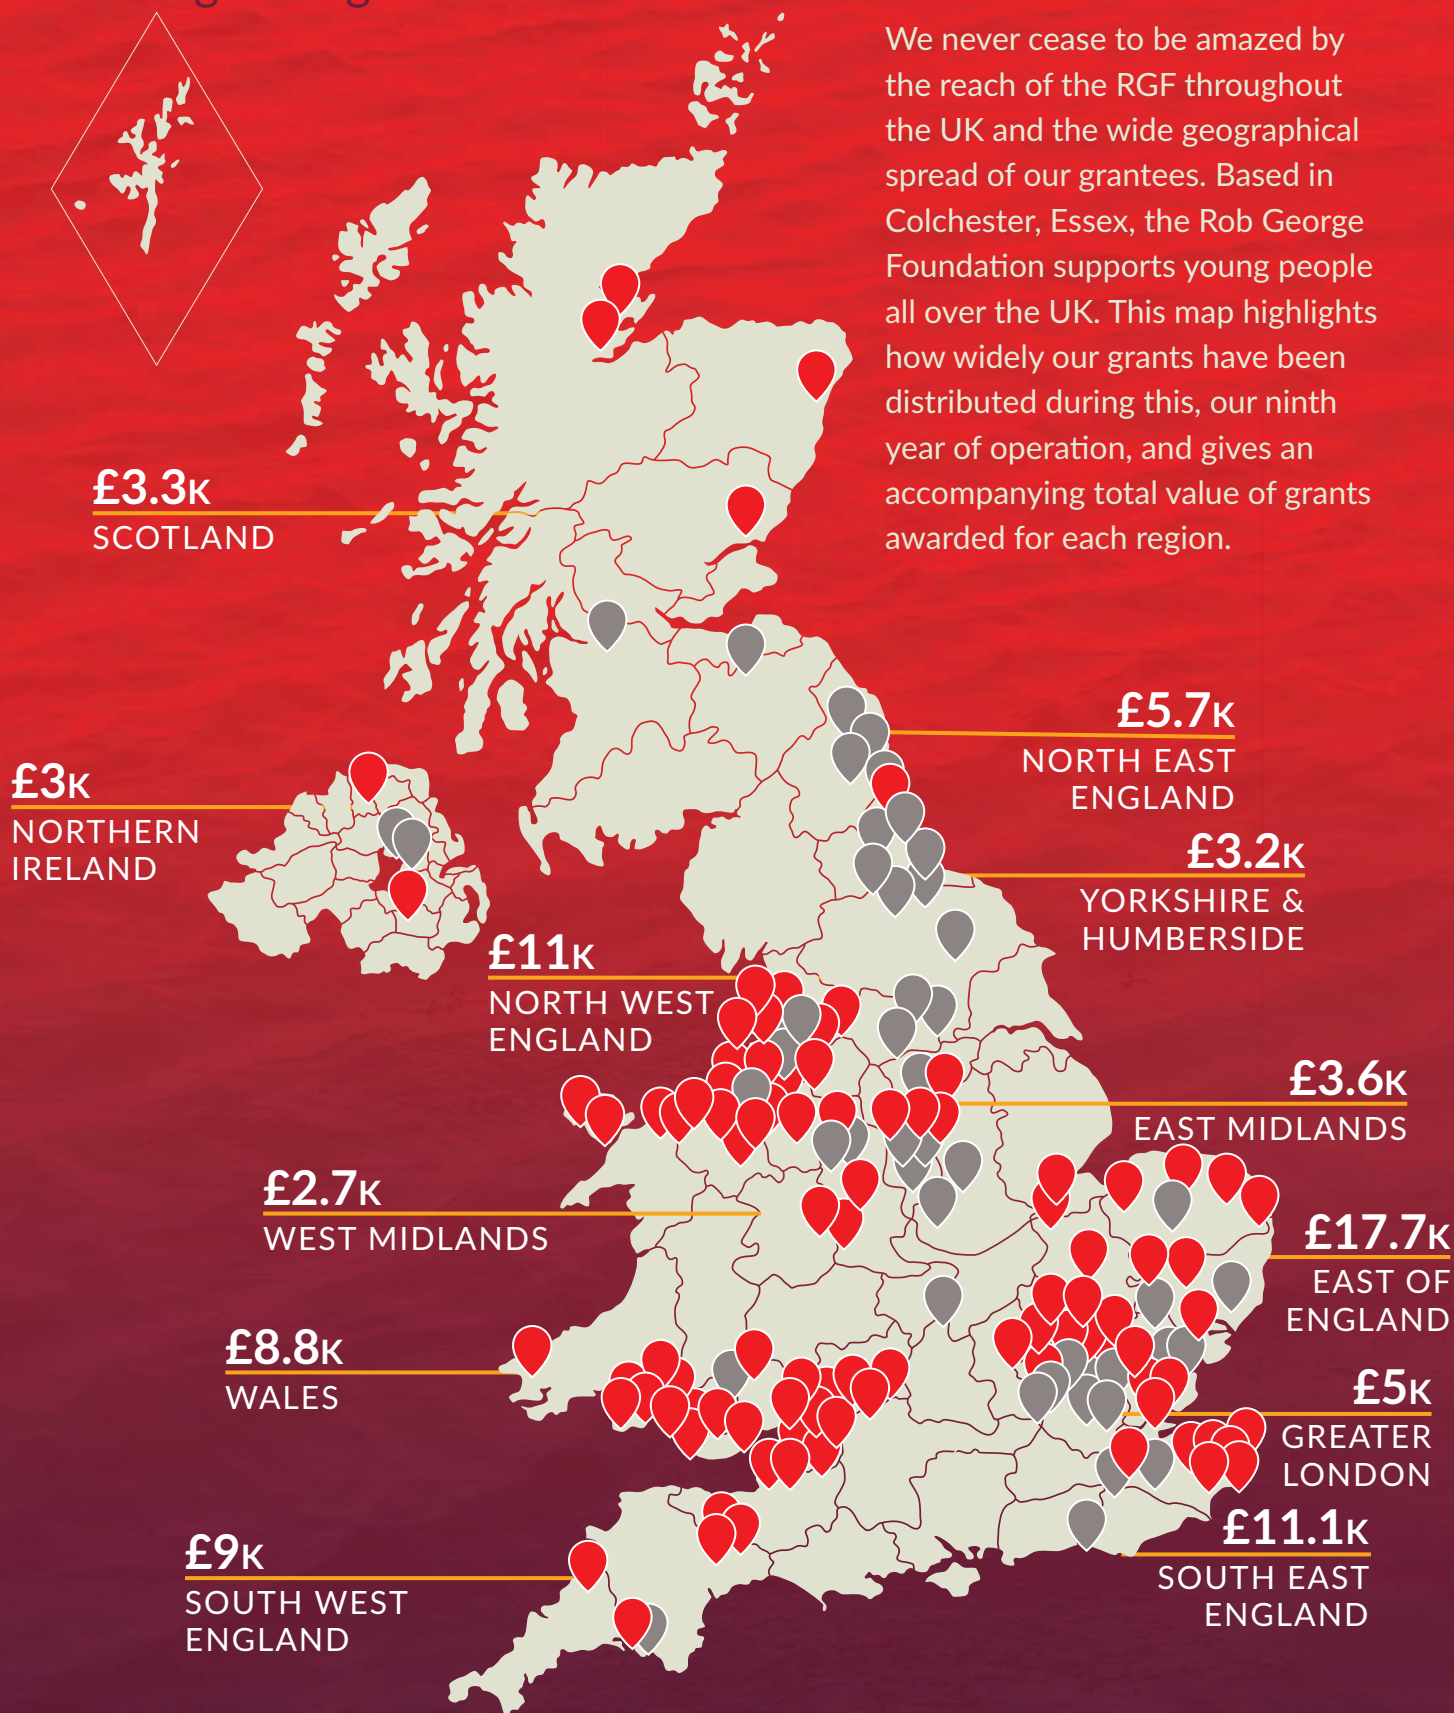 We never cease to be amazed by
the reach of the RGF throughout
the UK and the wide geographical
spread of our grantees. Based in
Colchester, Essex, the Rob George
Foundation supports young people
all over the UK. This map highlights
how widely our grants have been
distributed during this, our ninth
year of operation, and gives an
accompanying total value of grants
awarded for each region.
£3.3K
SCOTLAND
£5.7K
NORTH EAST
ENGLAND
£3K
NORTHERN
IRELAND
£3.2K
YORKSHIRE &
HUMBERSIDE
£11K
NORTH WEST
ENGLAND
£3.6K
EAST MIDLANDS
£2.7K
WEST MIDLANDS
£17.7K
EAST OF
ENGLAND
£8.8K
WALES
£5K
GREATER
LONDON
£11.1K
SOUTH EAST
ENGLAND
£9K
SOUTH WEST
ENGLAND